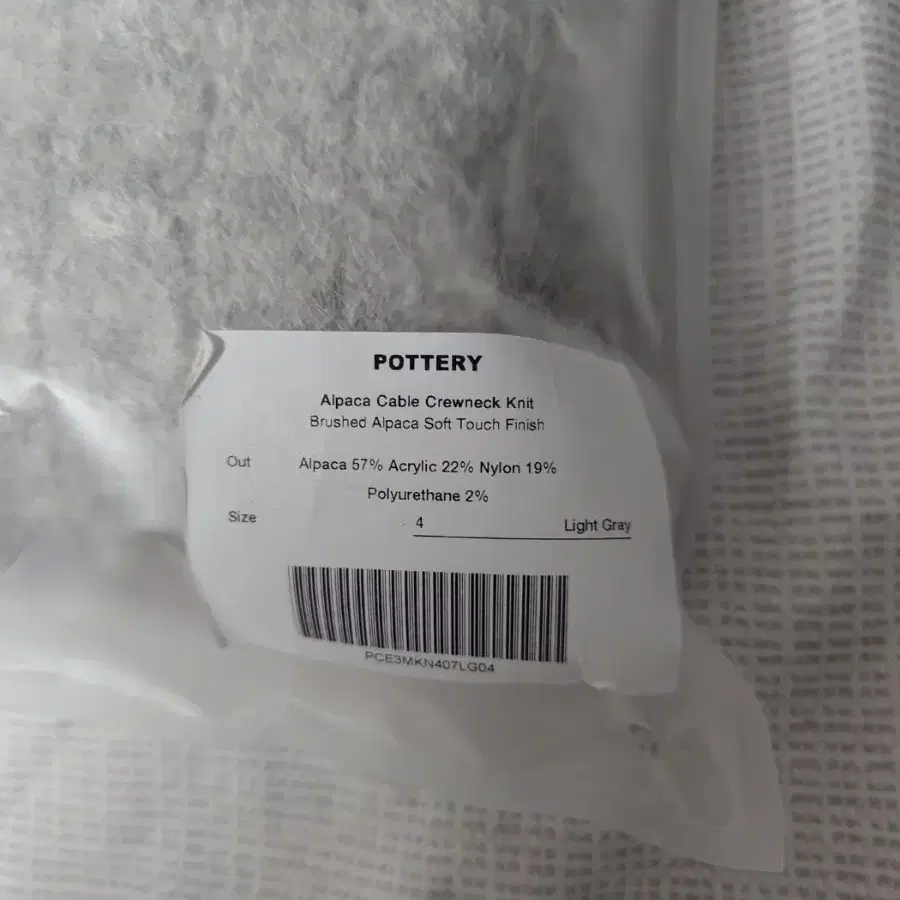 POTTERY
Alpaca Cable Crewneck Knit
Brushed Alpaca Soft Touch Finish
Out Alpaca 57% Acrylic 22% Nylon 19%
Polyurethane 2%
Size 4 Light Gray
PCE3MKN407LG04